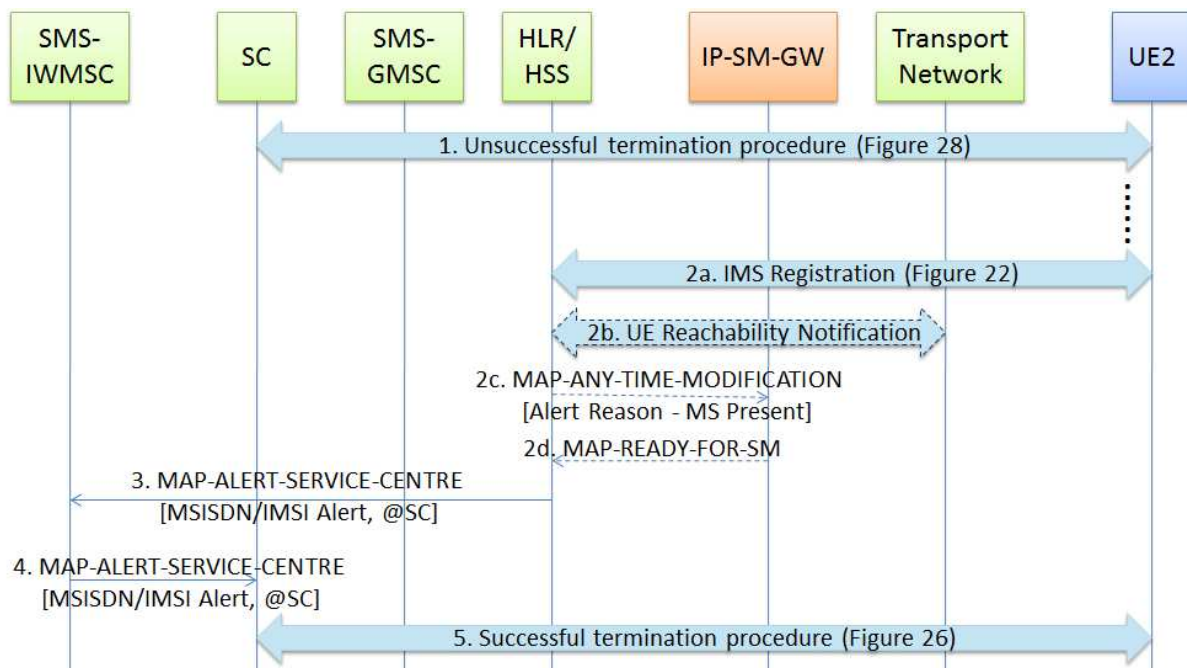 SMS-
IWMSC
SC
SMS-
GMSC
HLR/
HSS
IP-SM-GW
Transport
Network
UE2
1. Unsuccessful termination procedure (Figure 28)
2a. IMS Registration (Figure 22)
2b. UE Reachability Notification
2c. MAP-ANY-TIME-MODIFICATION
[Alert Reason - MS Present]
2d. MAP-READY-FOR-SM
3. MAP-ALERT-SERVICE-CENTRE
[MSISDN/IMSI Alert, @SC]
4. MAP-ALERT-SERVICE-CENTRE
[MSISDN/IMSI Alert, @SC]
5. Successful termination procedure (Figure 26)